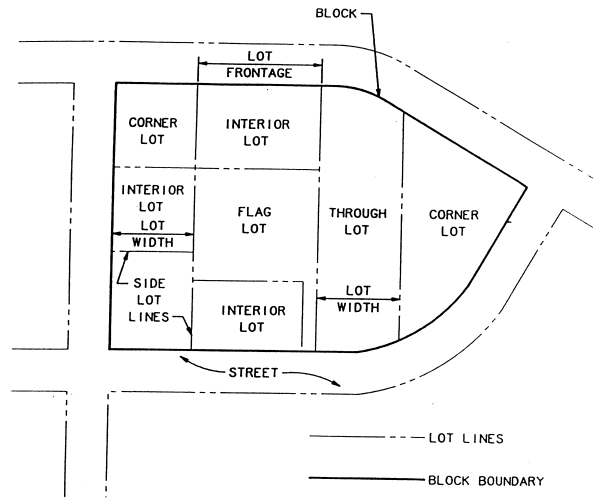 BLOCK
LOT
FRONTAGE
CORNER
LOT
INTERIOR
LOT
INTERIOR
LOT
LOT
WIDTH
FLAG
LOT
THROUGH
LOT
CORNER
LOT
SIDE
LOT
LINES
INTERIOR
LOT
LOT
WIDTH
STREET
LOT LINES
BLOCK BOUNDARY